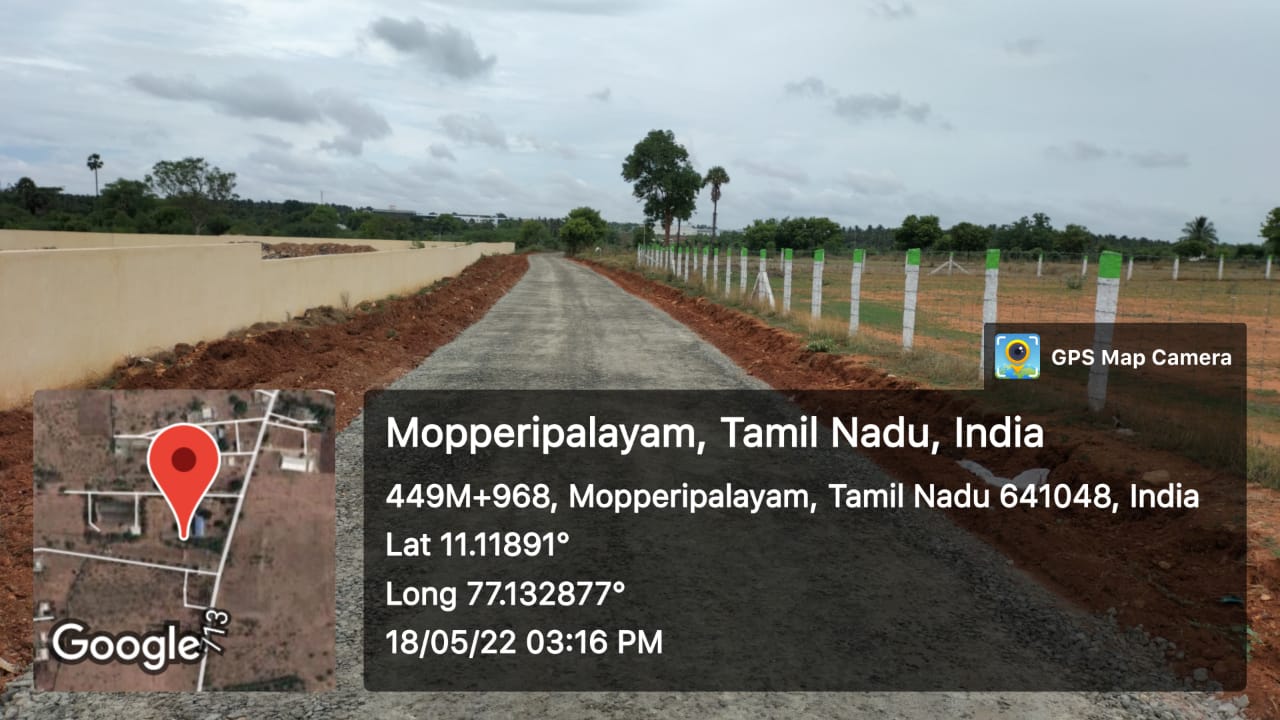 GPS Map Camera
Mopperipalayam, Tamil Nadu, India
449M+968, Mopperipalayam, Tamil Nadu 641048, India
Lat 11.11891°
Long 77.132877°
18/05/22 03:16 PM
Google
/13